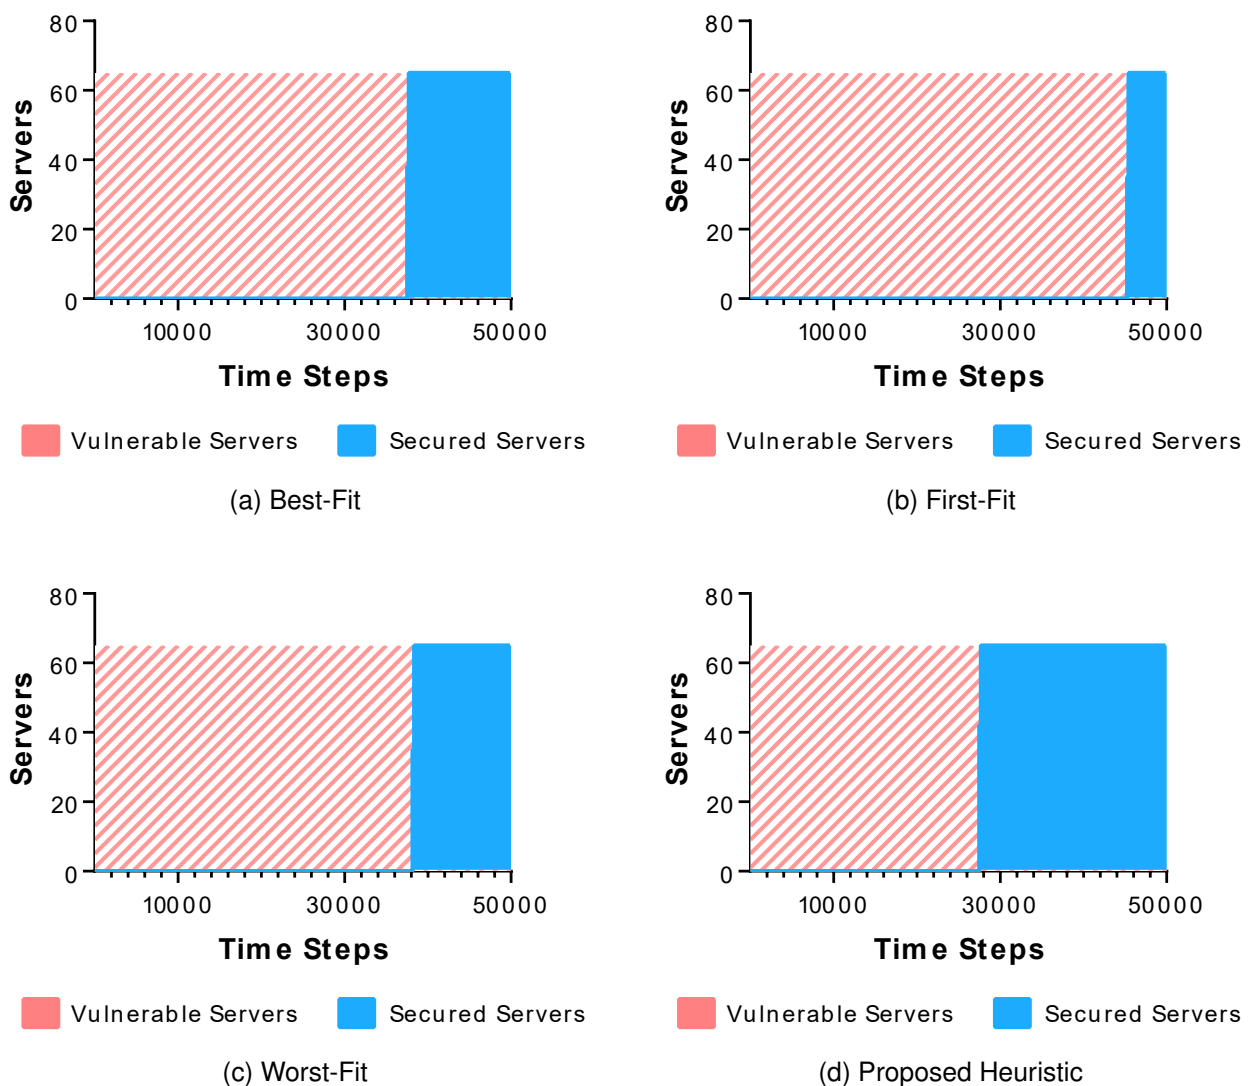 80
60
40
20
0
Servers
10000 30000 50000
Time Steps
Vulnerable Servers Secured Servers
(a) Best-Fit
80
60
40
20
0
Servers
10000 30000 50000
Time Steps
Vulnerable Servers Secured Servers
(b) First-Fit
80
60
40
20
0
Servers
10000 30000 50000
Time Steps
Vulnerable Servers Secured Servers
(c) Worst-Fit
80
60
40
20
0
Servers
10000 30000 50000
Time Steps
Vulnerable Servers Secured Servers
(d) Proposed Heuristic